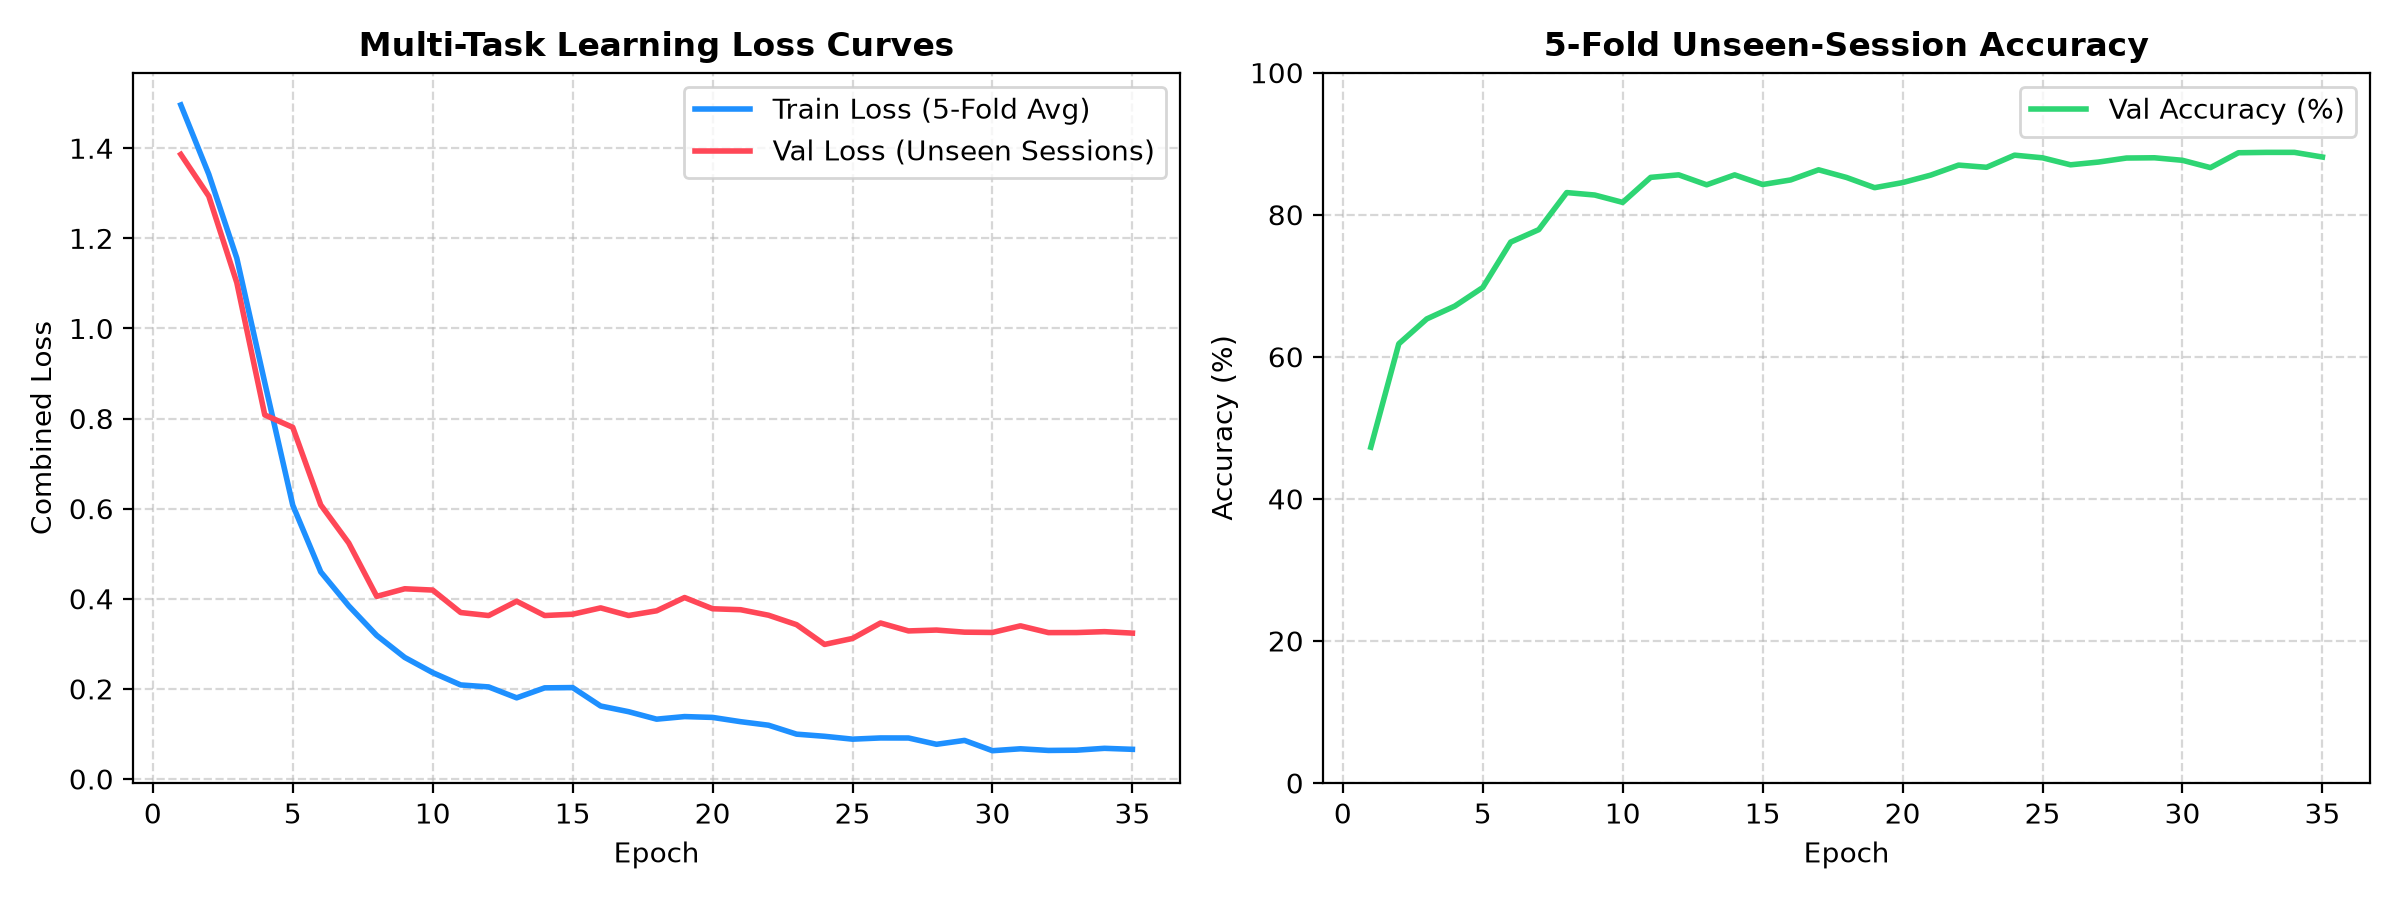 Multi-Task Learning Loss Curves
Train Loss (5-Fold Avg)
Val Loss (Unseen Sessions)
Combined Loss
1.4
1.2
1.0
0.8
0.6
0.4
0.2
0.0
0 5 10 15 20 25 30 35
Epoch
5-Fold Unseen-Session Accuracy
Val Accuracy (%)
Accuracy (%)
100
80
60
40
20
0
0 5 10 15 20 25 30 35
Epoch